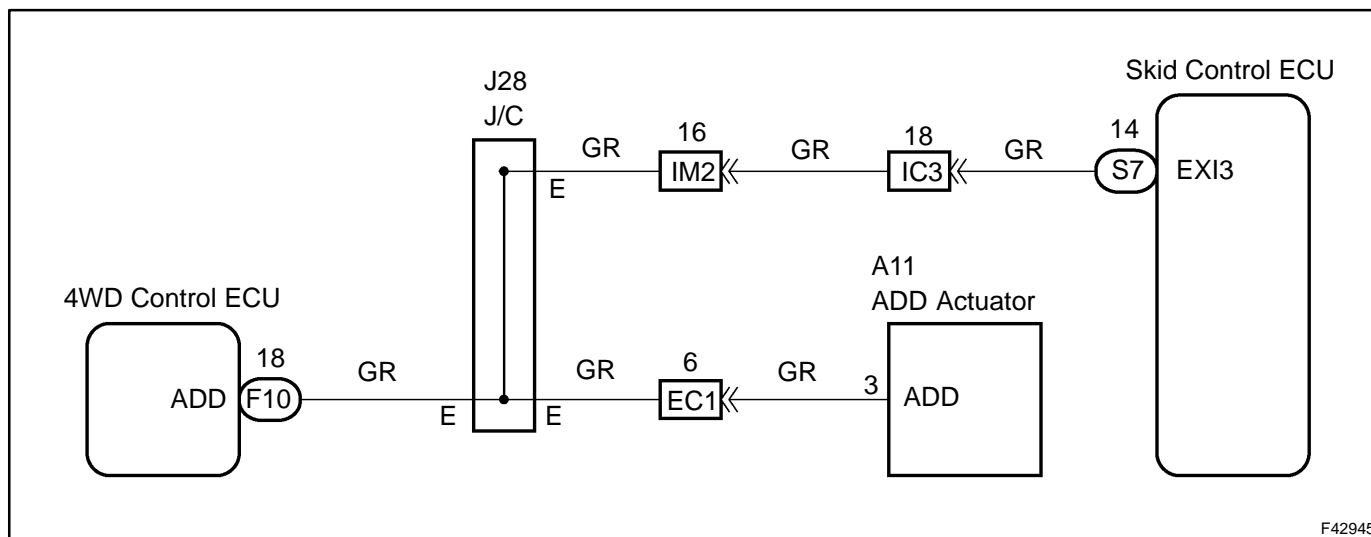 Skid Control ECU
J28
J/C
16
18
14
GR
IM2
GR
IC3
GR
S7
EXI3
E
A11
ADD Actuator
4WD Control ECU
18
6
ADD
F10
GR
E
E
GR
EC1
GR
3
ADD
F42945